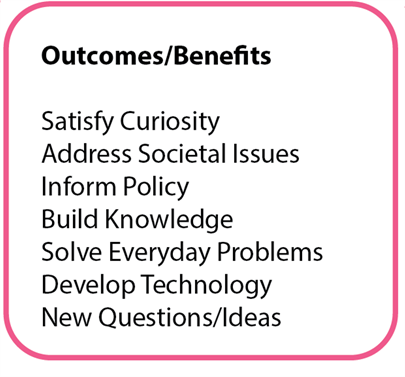 Outcomes/Benefits
Satisfy Curiosity
Address Societal Issues
Inform Policy
Build Knowledge
Solve Everyday Problems
Develop Technology
New Questions/Ideas